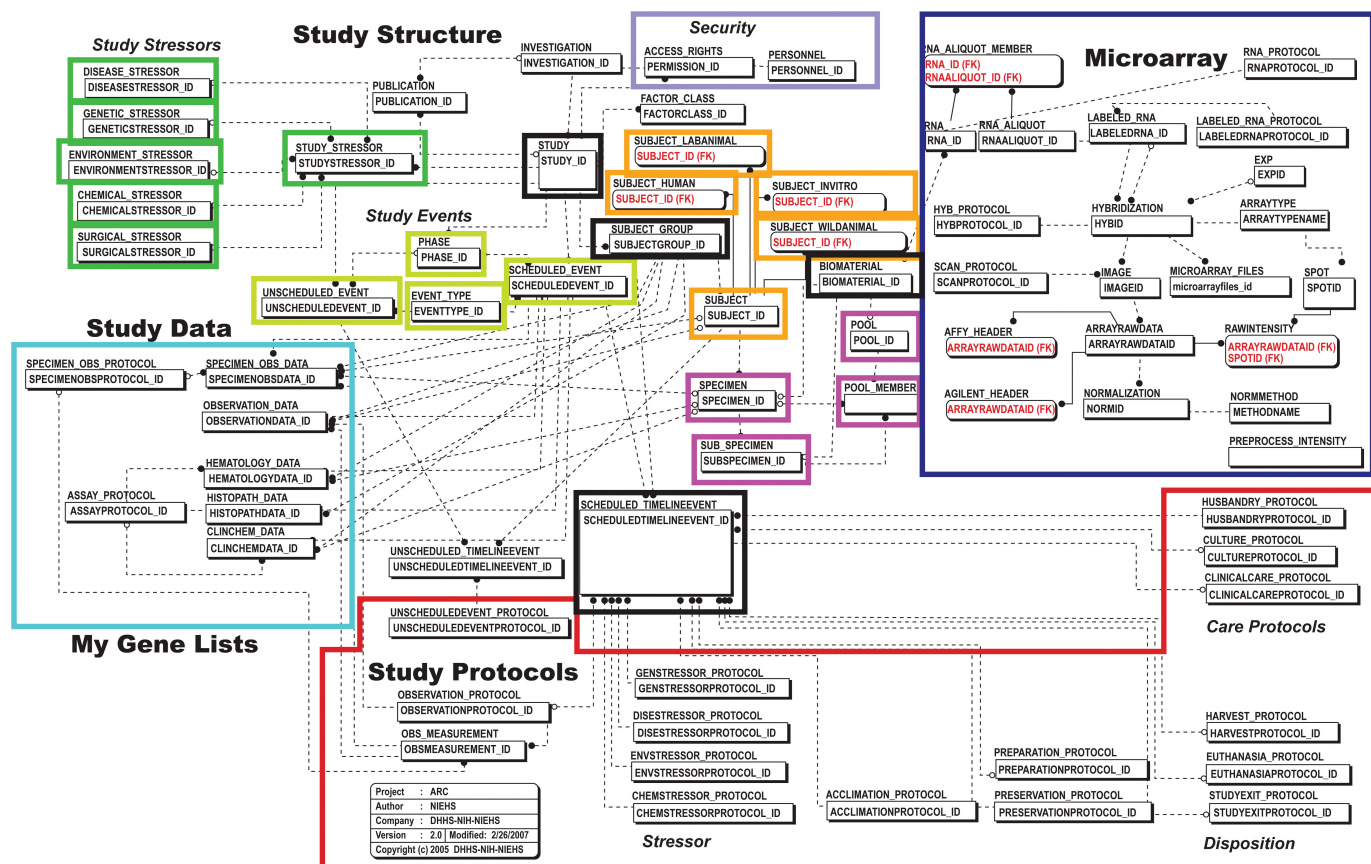 Study Stressors
DISEASE_STRESSOR
DISEASESTRESSOR_ID
GENETIC_STRESSOR
GENETICSTRESSOR_ID
ENVIRONMENT_STRESSOR
ENVIRONMENTSTRESSOR_ID
CHEMICAL_STRESSOR
CHEMICALSTRESSOR_ID
SURGICAL_STRESSOR
SURGICALSTRESSOR_ID
Study Structure
INVESTIGATION
INVESTIGATION_ID
PUBLICATION
PUBLICATION_ID
STUDY_STRESSOR
STUDYSTRESSOR_ID
STUDY
STUDY_ID
Security
ACCESS_RIGHTS
PERMISSION_ID
PERSONNEL
PERSONNEL_ID
FACTOR_CLASS
FACTORCLASS_ID
SUBJECT_LABANIMAL
SUBJECT_ID (FK)
SUBJECT_HUMAN
SUBJECT_ID (FK)
SUBJECT_INVITRO
SUBJECT_ID (FK)
SUBJECT_WILDANIMAL
SUBJECT_ID (FK)
SUBJECT_GROUP
SUBJECTGROUP_ID
BIOMATERIAL
BIOMATERIAL_ID
SUBJECT
SUBJECT_ID
POOL
POOL_ID
POOL_MEMBER
SPECIMEN
SPECIMEN_ID
SUB_SPECIMEN
SUBSPECIMEN_ID
Study Events
PHASE
PHASE_ID
SCHEDULED_EVENT
SCHEDULEDEVENT_ID
UNSCHEDULED_EVENT
UNSCHEDULEDEVENT_ID
EVENT_TYPE
EVENTTYPE_ID
Microarray
RNA_ALIQUOT_MEMBER
RNA_ID (FK)
RNAALIQUOT_ID (FK)
RNA_PROTOCOL
RNAPROTOCOL_ID
RNA
RNA_ID
RNA_ALIQUOT
RNAALIQUOT_ID
LABELED_RNA
LABELEDRNA_ID
LABELED_RNA_PROTOCOL
LABELEDRNAPROTOCOL_ID
EXP
EXPID
HYB_PROTOCOL
HYBPROTOCOL_ID
HYBRIDIZATION
HYBID
ARRAYTYPE
ARRAYTYPENAME
SCAN_PROTOCOL
SCANPROTOCOL_ID
IMAGE
IMAGEID
MICROARRAY_FILES
microarrayfiles_id
SPOT
SPOTID
AFFY_HEADER
ARRAYRAWDATAID (FK)
ARRAYRAWDATA
ARRAYRAWDATAID
RAWINTENSITY
ARRAYRAWDATAID (FK)
SPOTID (FK)
AGILENT_HEADER
ARRAYRAWDATAID (FK)
NORMALIZATION
NORMID
NORMMETHOD
METHODNAME
PREPROCESS_INTENSITY
Study Data
SPECIMEN_OBS_PROTOCOL
SPECIMENOBSPROTOCOL_ID
SPECIMEN_OBS_DATA
SPECIMENOBSDATA_ID
OBSERVATION_DATA
OBSERVATIONDATA_ID
HEMATOLOGY_DATA
HEMATOLOGYDATA_ID
ASSAY_PROTOCOL
ASSAYPROTOCOL_ID
HISTOPATH_DATA
HISTOPATHDATA_ID
CLINCHEM_DATA
CLINCHEMDATA_ID
My Gene Lists
UNSCHEDULED_TIMELINEEVENT
UNSCHEDULEDTIMELINEEVENT_ID
SCHEDULED_TIMELINEEVENT
SCHEDULEDTIMELINEEVENT_ID
UNSCHEDULEDEVENT_PROTOCOL
UNSCHEDULEDEVENTPROTOCOL_ID
HUSBANDRY_PROTOCOL
HUSBANDRYPROTOCOL_ID
CULTURE_PROTOCOL
CULTUREPROTOCOL_ID
CLINICALCARE_PROTOCOL
CLINICALCAREPROTOCOL_ID
Care Protocols
Study Protocols
OBSERVATION_PROTOCOL
OBSERVATIONPROTOCOL_ID
OBS_MEASUREMENT
OBSMEASUREMENT_ID
GENSTRESSOR_PROTOCOL
GENSTRESSORPROTOCOL_ID
DISESTRESSOR_PROTOCOL
DISESTRESSORPROTOCOL_ID
ENVSTRESSOR_PROTOCOL
ENVSTRESSORPROTOCOL_ID
CHEMSTRESSOR_PROTOCOL
CHEMSTRESSORPROTOCOL_ID
Stressor
ACCLIMATION_PROTOCOL
ACCLIMATIONPROTOCOL_ID
PREPARATION_PROTOCOL
PREPARATIONPROTOCOL_ID
PRESERVATION_PROTOCOL
PRESERVATIONPROTOCOL_ID
HARVEST_PROTOCOL
HARVESTPROTOCOL_ID
EUTHANASIA_PROTOCOL
EUTHANASIAPROTOCOL_ID
STUDYEXIT_PROTOCOL
STUDYEXITPROTOCOL_ID
Disposition
Project : ARC
Author : NIEHS
Company : DHHS-NIH-NIEHS
Version : 2.0 Modified: 2/26/2007
Copyright (c) 2005 DHHS-NIH-NIEHS